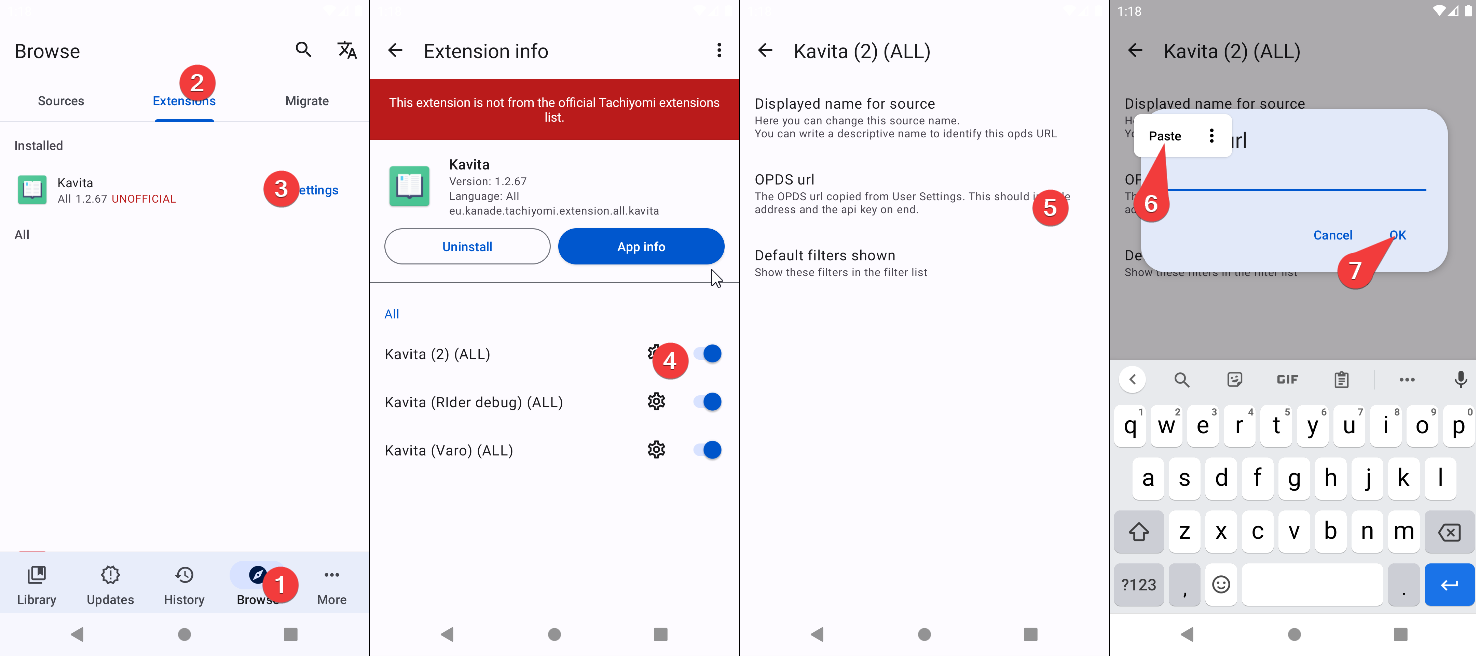 Browse
2
Sources
Extensions
Migrate
Installed
Kavita
All 1.2.67 UNOFFICIAL
3
ettings
All
1
Library
Updates
History
Browse
More
Extension info
This extension is not from the official Tachiyomi extensions
list.
Kavita
Version: 1.2.67
Language: All
eu.kanade.tachiyomi.extension.all.kavita
Uninstall
App info
All
Kavita (2) (ALL)
4
Kavita (RIder debug) (ALL)
Kavita (Varo) (ALL)
Kavita (2) (ALL)
Displayed name for source
Here you can change this source name.
You can write a descriptive name to identify this opds URL
OPDS url
The OPDS url copied from User Settings. This should i
address and the api key on end.
5
Default filters shown
Show these filters in the filter list
1:18
Kavita (2) (ALL)
Displayed name for source
Paste
url
6
Cancel
OK
7
Show these filters in the filter list
GIF
q 1 w 2 e 3 r 4 t 5 y 6 u 7 i 8 o 9 p 0
a s d f g h j k l
z x c v b n m
?123 , .